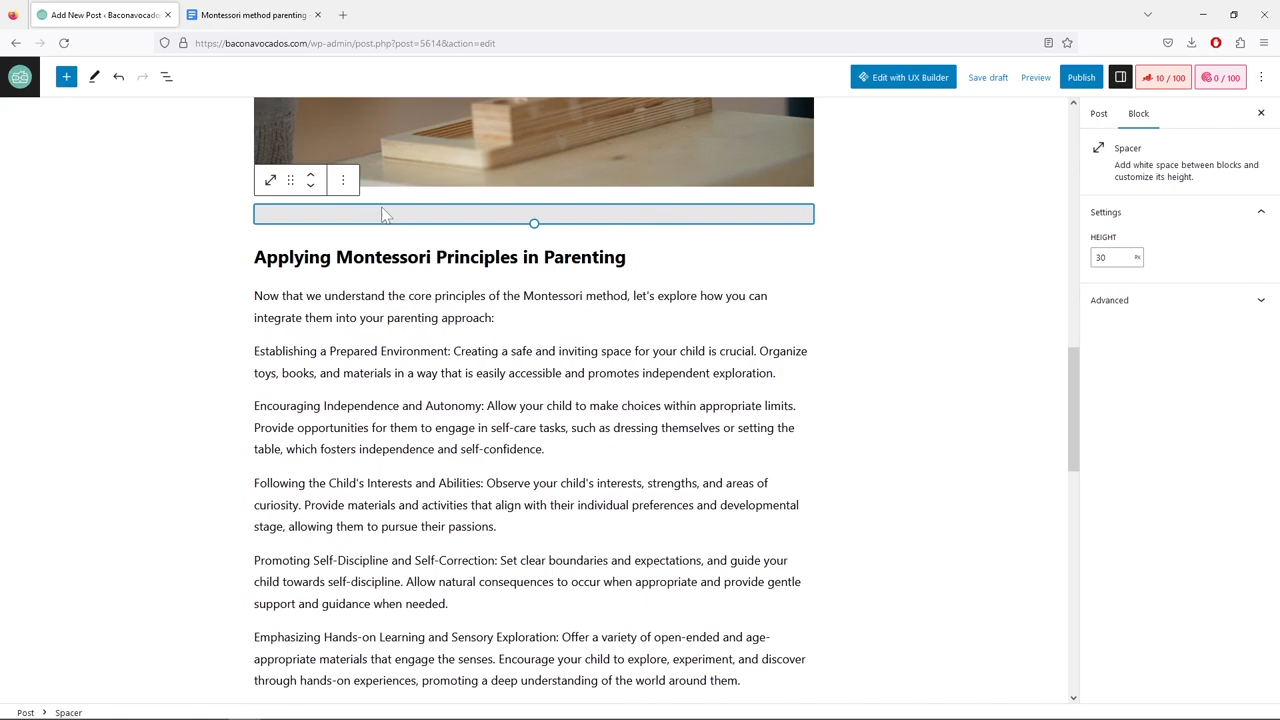 Add New Post ‹ Baconavocados
Montessori method parenting -
https://baconavocados.com/wp-admin/post.php?post=5614&action=edit
Edit with UX Builder
Save draft
Preview
Publish
10 / 100
0 / 100
Post
Block
Spacer
Add white space between blocks and
customize its height.
Settings
HEIGHT
30
PX
Advanced
Applying Montessori Principles in Parenting
Now that we understand the core principles of the Montessori method, let's explore how you can
integrate them into your parenting approach:
Establishing a Prepared Environment: Creating a safe and inviting space for your child is crucial. Organize
toys, books, and materials in a way that is easily accessible and promotes independent exploration.
Encouraging Independence and Autonomy: Allow your child to make choices within appropriate limits.
Provide opportunities for them to engage in self-care tasks, such as dressing themselves or setting the
table, which fosters independence and self-confidence.
Following the Child's Interests and Abilities: Observe your child's interests, strengths, and areas of
curiosity. Provide materials and activities that align with their individual preferences and developmental
stage, allowing them to pursue their passions.
Promoting Self-Discipline and Self-Correction: Set clear boundaries and expectations, and guide your
child towards self-discipline. Allow natural consequences to occur when appropriate and provide gentle
support and guidance when needed.
Emphasizing Hands-on Learning and Sensory Exploration: Offer a variety of open-ended and age-
appropriate materials that engage the senses. Encourage your child to explore, experiment, and discover
through hands-on experiences, promoting a deep understanding of the world around them.
Post
Spacer